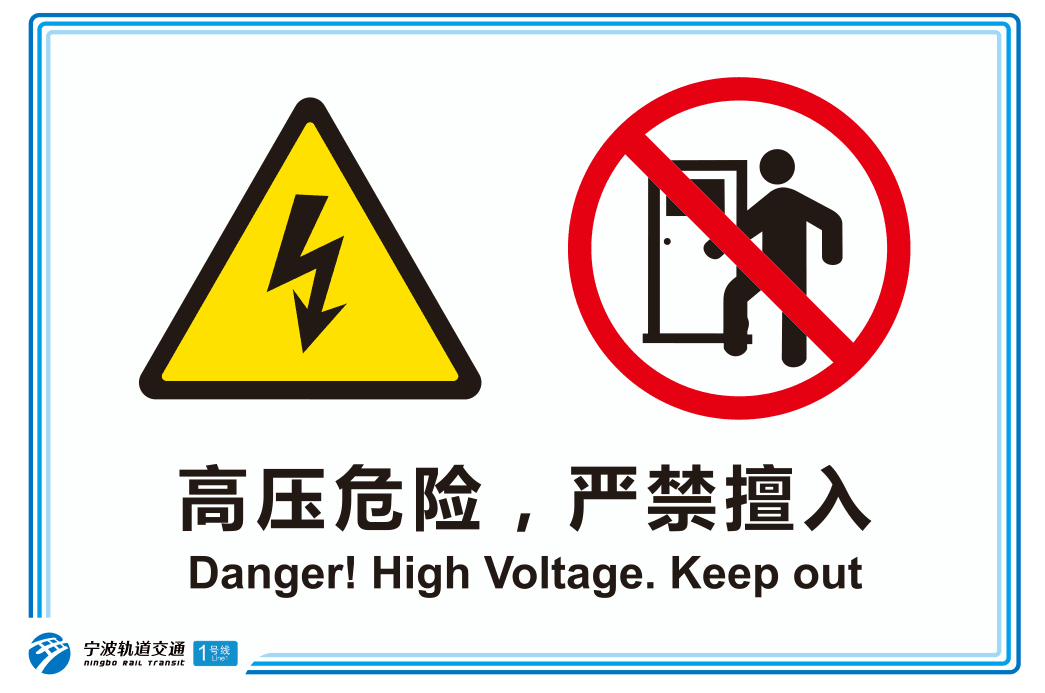 高压危险，严禁擅入
Danger! High Voltage. Keep out
宁波轨道交通
NINGBO RAIL TRANSIT
1号线
Line1